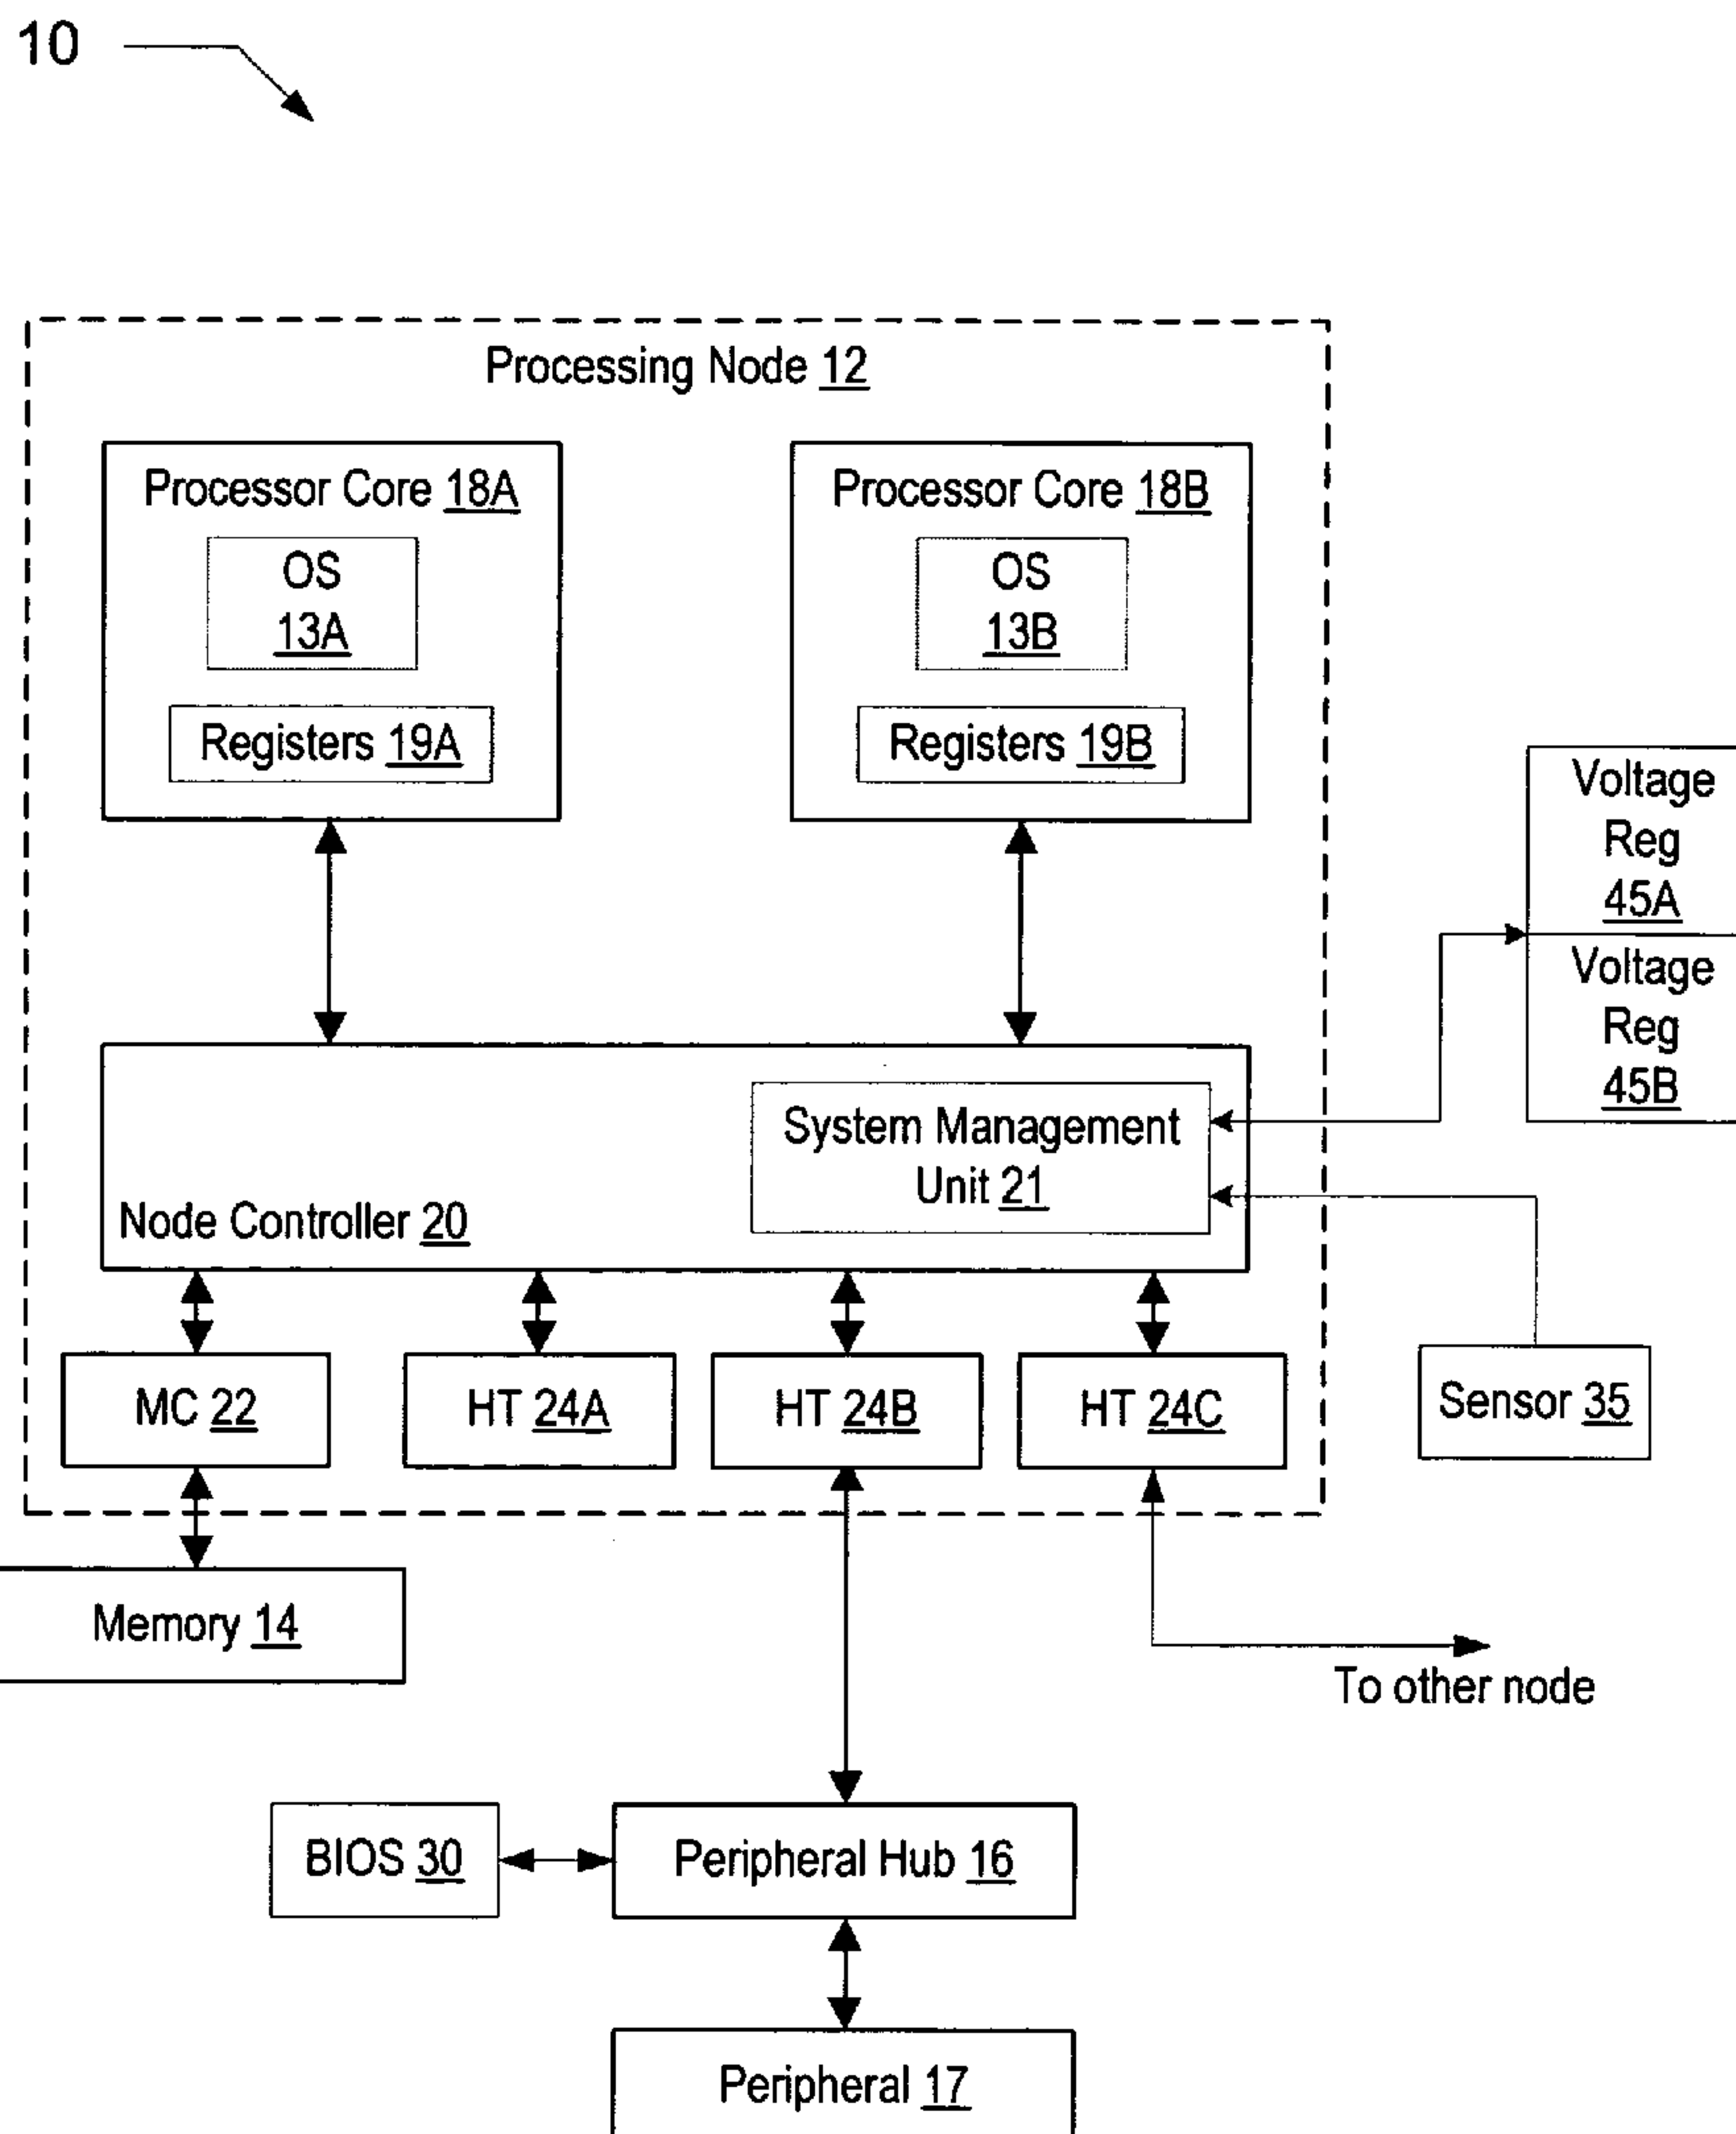 10
Processing Node 12
Processor Core 18A
OS
13A
Registers 19A
Processor Core 18B
OS
13B
Registers 19B
Voltage
Reg
45A
Voltage
Reg
45B
System Management
Unit 21
Node Controller 20
MC 22
HT 24A
HT 24B
HT 24C
Sensor 35
Memory 14
To other node
BIOS 30
Peripheral Hub 16
Peripheral 17